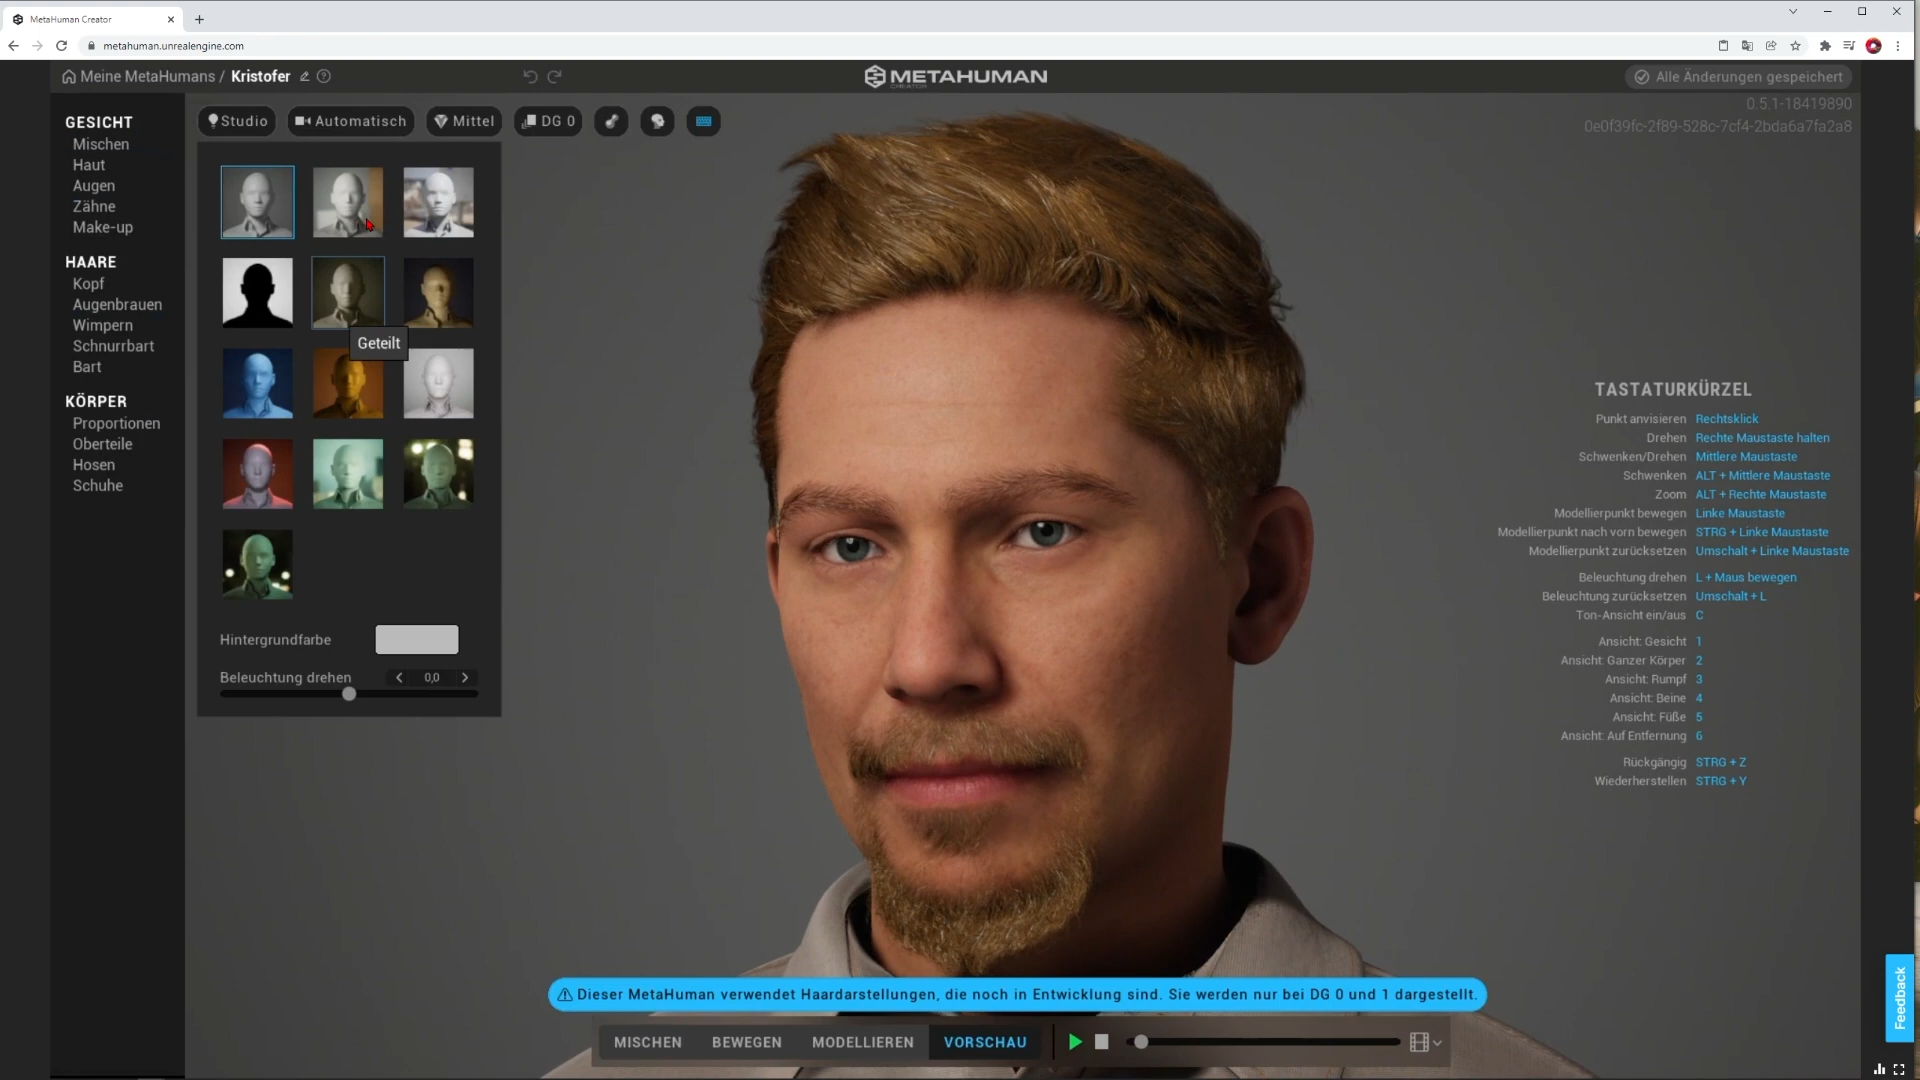 MetaHuman Creator
metahuman.unrealengine.com
Meine MetaHumans / Kristofer
METAHUMAN
CREATOR
Alle Änderungen gespeichert
0.5.1-18419890
0e0f39fc-2f89-528c-7cf4-2bda6a7fa2a8
Studio
Automatisch
Mittel
DG 0
GESICHT
Mischen
Haut
Augen
Zähne
Make-up
HAARE
Kopf
Augenbrauen
Wimpern
Schnurrbart
Bart
KÖRPER
Proportionen
Oberteile
Hosen
Schuhe
Geteilt
Hintergrundfarbe
Beleuchtung drehen 0,0
TASTATURKÜRZEL
Punkt anvisieren Rechtsklick
Drehen Rechte Maustaste halten
Schwenken/Drehen Mittlere Maustaste
Schwenken ALT + Mittlere Maustaste
Zoom ALT + Rechte Maustaste
Modellierpunkt bewegen Linke Maustaste
Modellierpunkt nach vorn bewegen STRG + Linke Maustaste
Modellierpunkt zurücksetzen Umschalt + Linke Maustaste
Beleuchtung drehen L + Maus bewegen
Beleuchtung zurücksetzen Umschalt + L
Ton-Ansicht ein/aus C
Ansicht: Gesicht 1
Ansicht: Ganzer Körper 2
Ansicht: Rumpf 3
Ansicht: Beine 4
Ansicht: Füße 5
Ansicht: Auf Entfernung 6
Rückgängig STRG + Z
Wiederherstellen STRG + Y
Dieser MetaHuman verwendet Haardarstellungen, die noch in Entwicklung sind. Sie werden nur bei DG 0 und 1 dargestellt.
MISCHEN
BEWEGEN
MODELLIEREN
VORSCHAU
Feedback